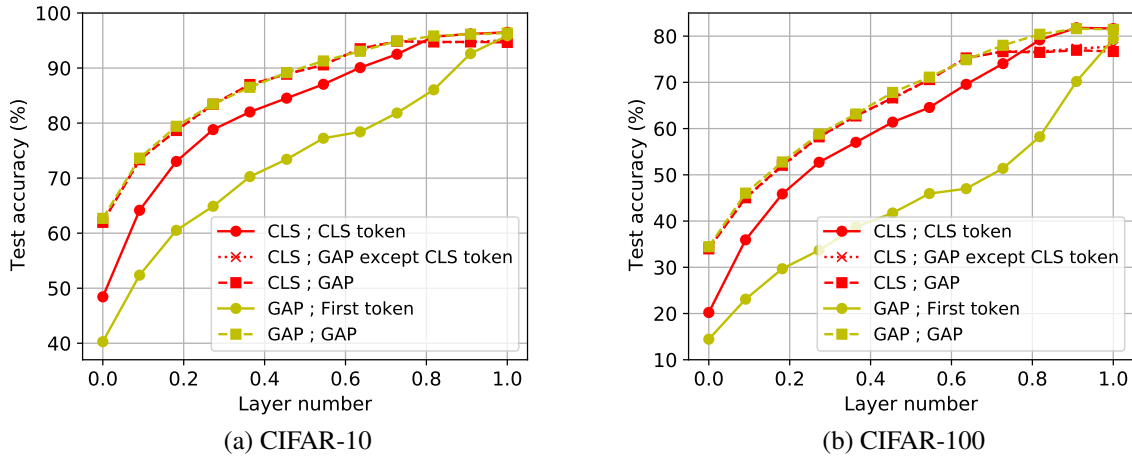 100
90
80
70
60
50
40
Test accuracy (%)
CLS ; CLS token
CLS ; GAP except CLS token
CLS ; GAP
GAP ; First token
GAP ; GAP
0.0 0.2 0.4 0.6 0.8 1.0
Layer number
(a) CIFAR-10
80
70
60
50
40
30
20
10
Test accuracy (%)
CLS ; CLS token
CLS ; GAP except CLS token
CLS ; GAP
GAP ; First token
GAP ; GAP
0.0 0.2 0.4 0.6 0.8 1.0
Layer number
(b) CIFAR-100